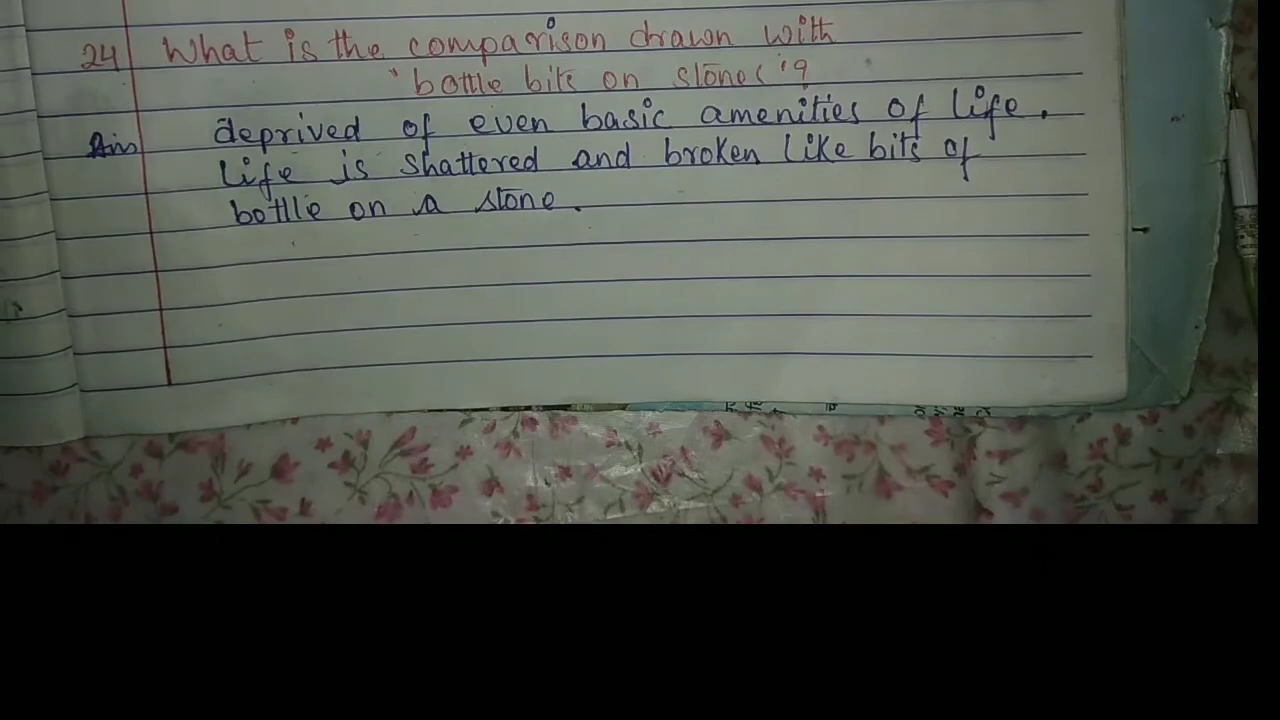 24 What is the comparison drawn with
'bottle bits on stones'?
Ans deprived of even basic amenities of life.
life is shattered and broken like bits of
bottle on a stone.